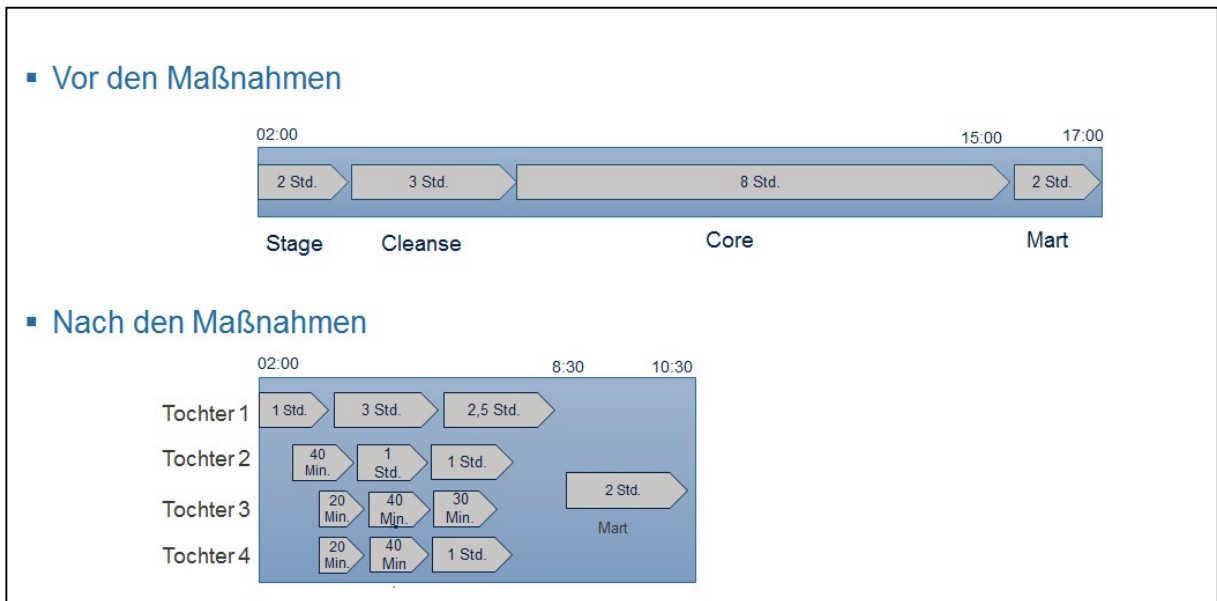 ▪ Vor den Maßnahmen
02:00 15:00 17:00
2 Std. 3 Std. 8 Std. 2 Std.
Stage Cleanse Core Mart
▪ Nach den Maßnahmen
02:00 8:30 10:30
Tochter 1 1 Std. 3 Std. 2,5 Std.
Tochter 2 40 Min. 1 Std. 1 Std.
2 Std.
Tochter 3 20 Min. 40 Min. 30 Min.
Mart
Tochter 4 20 Min. 40 Min 1 Std.